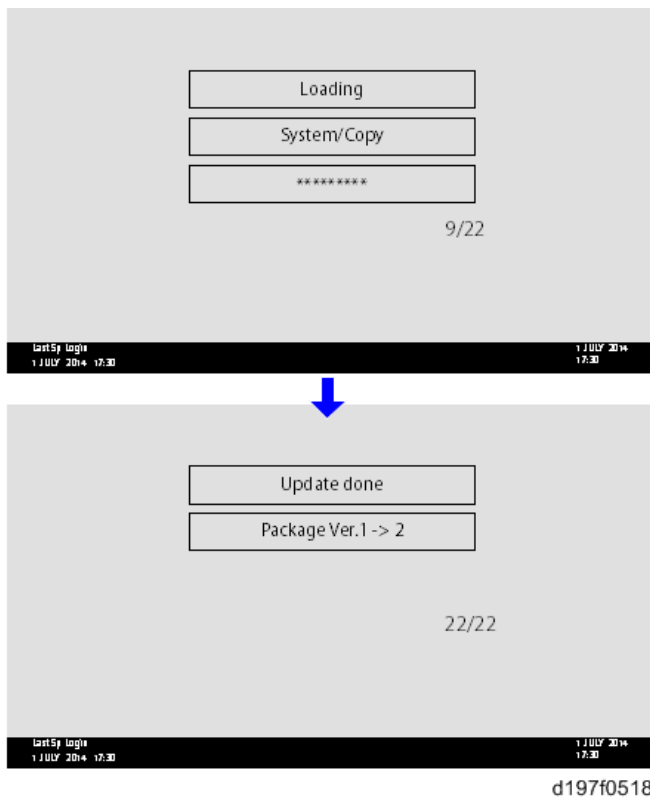 Loading
System/Copy
*********
9/22
Last Sp Login
1 JULY 2014 17:30
1 JULY 2014
17:30
Update done
Package Ver.1 -> 2
22/22
Last Sp Login
1 JULY 2014 17:30
1 JULY 2014
17:30
d197f0518